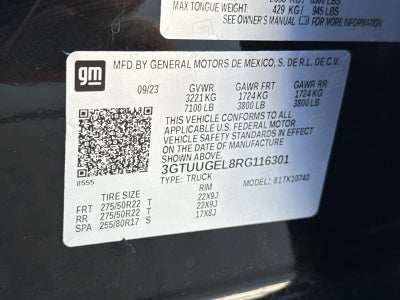 MAX TONGUE WEIGHT: 429 KG / 945 LBS
SEE OWNER'S MANUAL FOR MORE INFORMATION
gm
MFD BY GENERAL MOTORS DE MEXICO, S. DE R.L. DE C.V.
09/23 GVWR GAWR FRT GAWR RR
3221 KG 1724 KG 1724 KG
7100 LB 3800 LB 3800 LB
THIS VEHICLE CONFORMS TO ALL
APPLICABLE U.S. FEDERAL MOTOR
VEHICLE SAFETY STANDARDS IN EFFECT
ON THE DATE OF MANUFACTURE SHOWN ABOVE.
3GTUUGEL8RG116301
TYPE: TRUCK MODEL: 81TK10743
8555
TIRE SIZE RIM
FRT 275/50R22 T 22X9J
RR 275/50R22 T 22X9J
SPA 255/80R17 S 17X8J